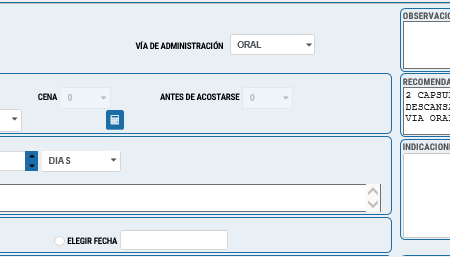 OBSERVACIO
VÍA DE ADMINISTRACIÓN ORAL
RECOMENDA
CENA 0 ANTES DE ACOSTARSE 0
2 CAPSU
DESCANSA
VIA ORA
INDICACION
DIAS
ELEGIR FECHA